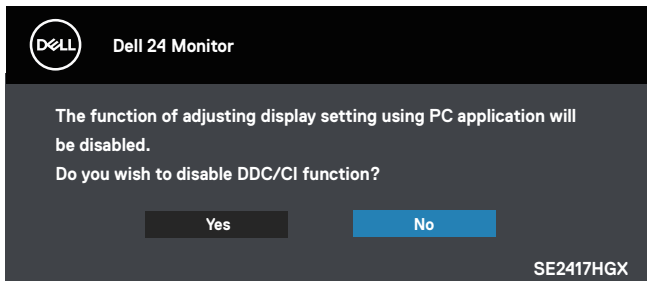 DELL
Dell 24 Monitor
The function of adjusting display setting using PC application will
be disabled.
Do you wish to disable DDC/CI function?
Yes
No
SE2417HGX